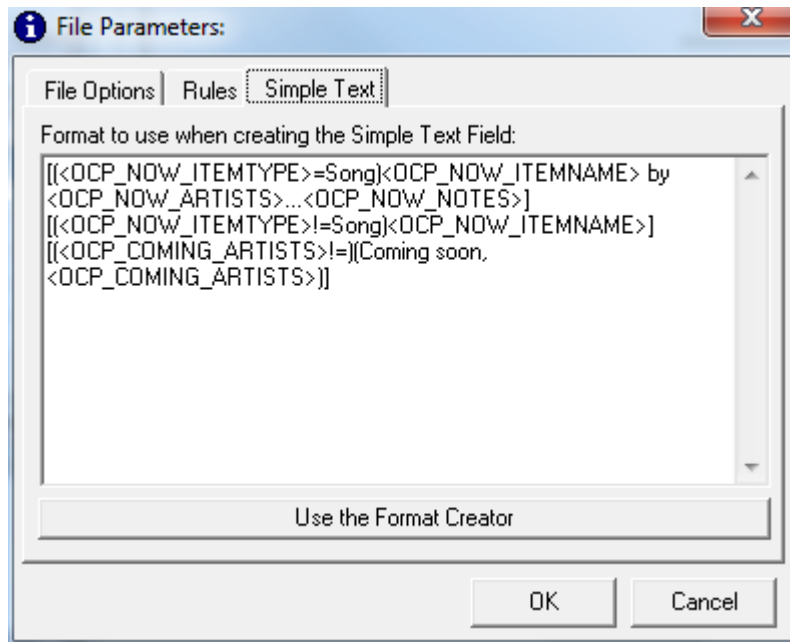 File Parameters:
File Options Rules Simple Text
Format to use when creating the Simple Text Field:
[(<OCP_NOW_ITEMTYPE>=Song)<OCP_NOW_ITEMNAME> by
<OCP_NOW_ARTISTS>...<OCP_NOW_NOTES>]
[(<OCP_NOW_ITEMTYPE>!=Song)<OCP_NOW_ITEMNAME>]
[(<OCP_COMING_ARTISTS>!=)(Coming soon,
<OCP_COMING_ARTISTS>)]
Use the Format Creator
OK Cancel